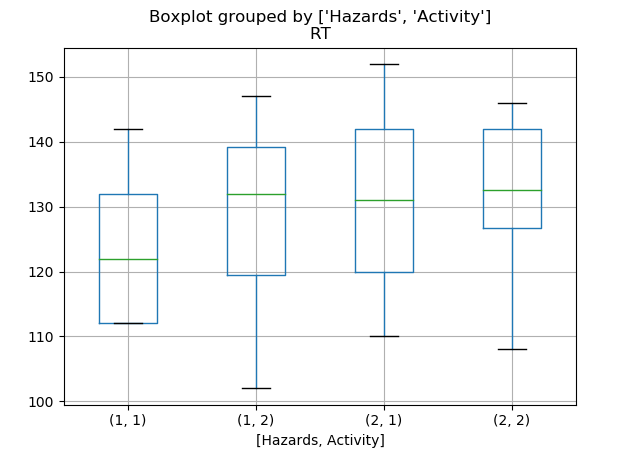 Boxplot grouped by ['Hazards', 'Activity']
RT
150
140
130
120
110
100
(1, 1) (1, 2) (2, 1) (2, 2)
[Hazards, Activity]